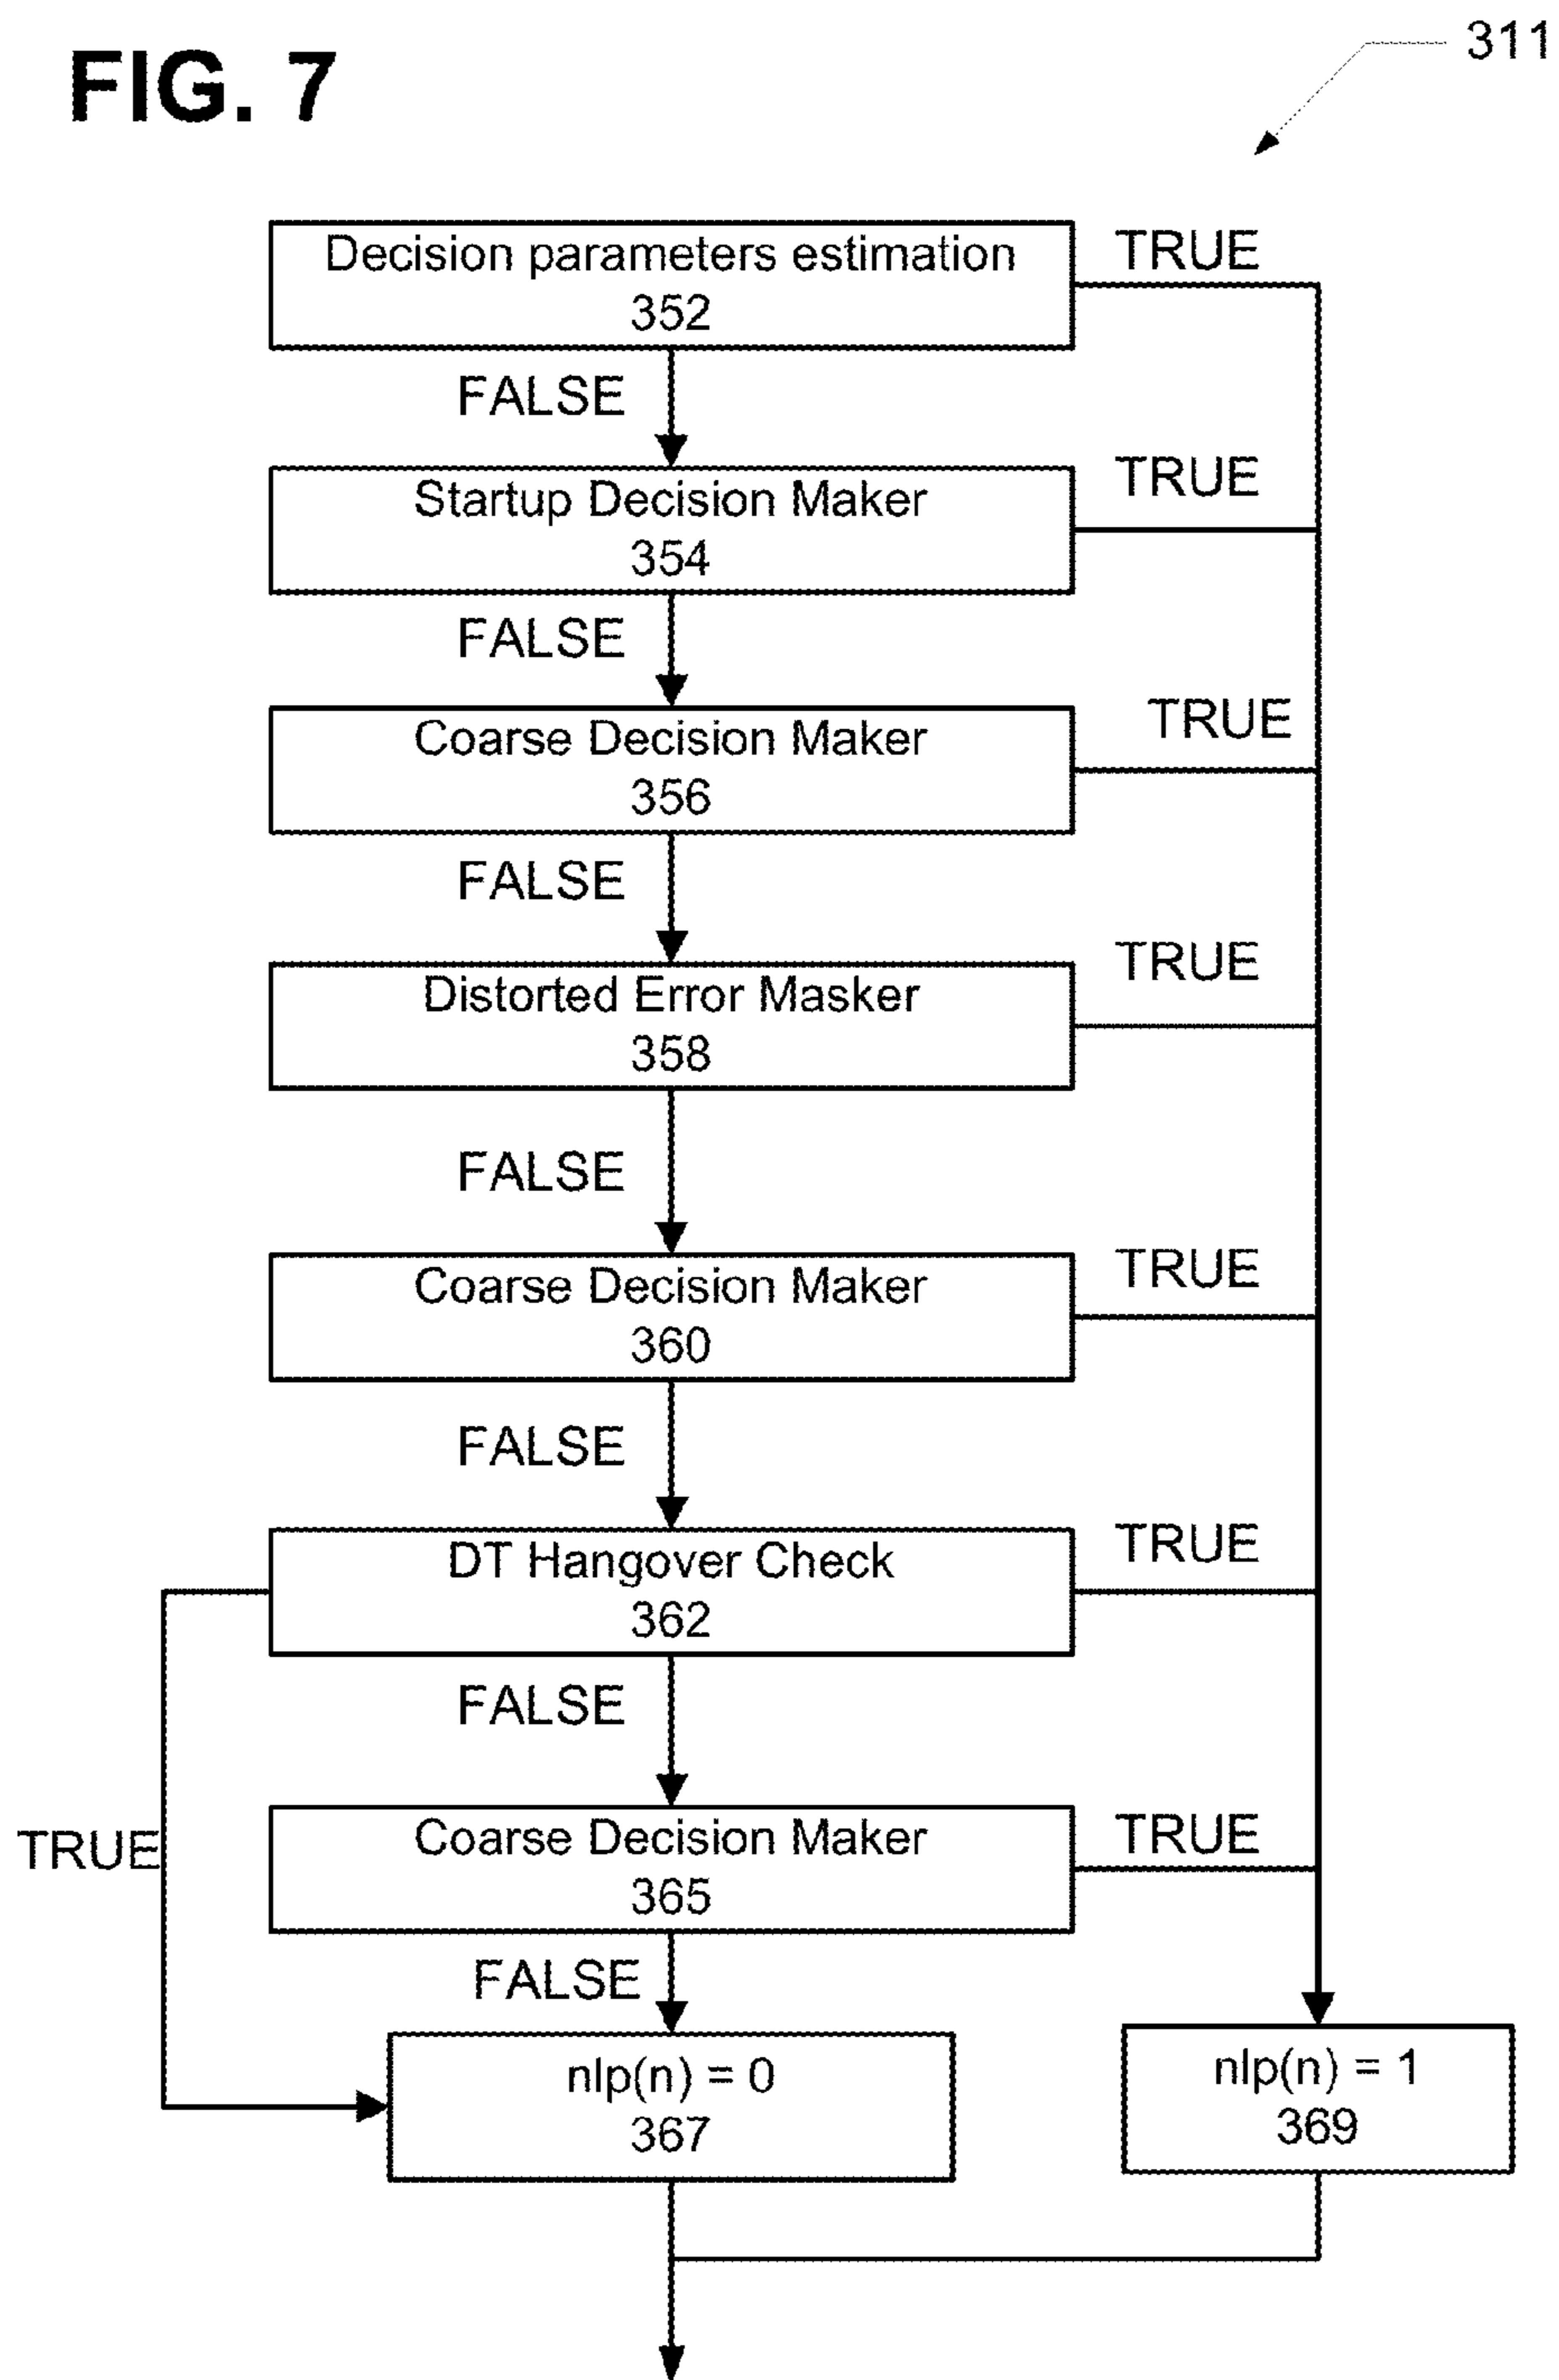 FIG. 7
311
Decision parameters estimation
352
TRUE
FALSE
Startup Decision Maker
354
TRUE
FALSE
Coarse Decision Maker
356
TRUE
FALSE
Distorted Error Masker
358
TRUE
FALSE
Coarse Decision Maker
360
TRUE
FALSE
DT Hangover Check
362
TRUE
FALSE
TRUE
Coarse Decision Maker
365
TRUE
FALSE
nlp(n) = 0
367
nlp(n) = 1
369